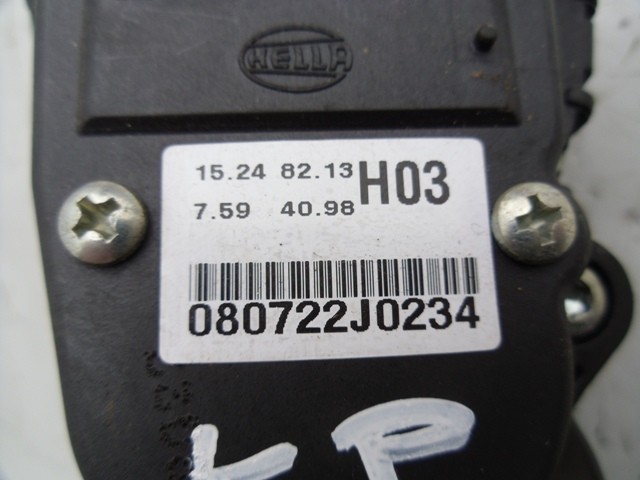 HELLA
15.24 82.13 H03
7.59 40.98
080722J0234
LP